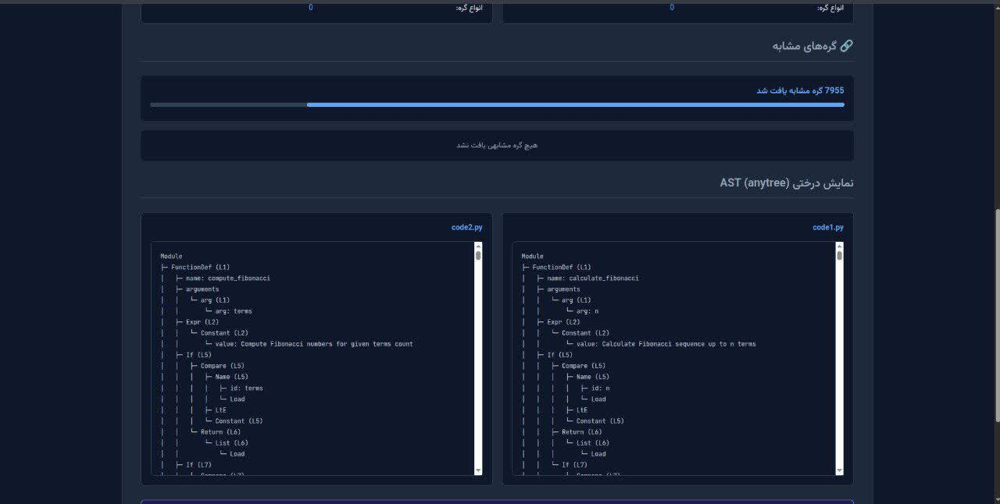 انواع گره: 0
انواع گره: 0
🔗 گره‌های مشابه
7955 گره مشابه یافت شد
هیچ گره مشابهی یافت نشد
نمایش درختی AST (anytree)
code1.py
Module
├─ FunctionDef (L1)
│  ├─ name: calculate_fibonacci
│  ├─ arguments
│  │  └─ arg (L1)
│  │     └─ arg: n
│  ├─ Expr (L2)
│  │  └─ Constant (L2)
│  │     └─ value: Calculate Fibonacci sequence up to n terms
│  ├─ If (L5)
│  │  ├─ Compare (L5)
│  │  │  ├─ Name (L5)
│  │  │  │  ├─ id: n
│  │  │  │  └─ Load
│  │  │  ├─ LtE
│  │  │  └─ Constant (L5)
│  │  ├─ Return (L6)
│  │  │  └─ List (L6)
│  │  │     └─ Load
│  │  └─ If (L7)
│  │     ├─ Compare (L7)
code2.py
Module
├─ FunctionDef (L1)
│  ├─ name: compute_fibonacci
│  ├─ arguments
│  │  └─ arg (L1)
│  │     └─ arg: terms
│  ├─ Expr (L2)
│  │  └─ Constant (L2)
│  │     └─ value: Compute Fibonacci numbers for given terms count
│  ├─ If (L5)
│  │  ├─ Compare (L5)
│  │  │  ├─ Name (L5)
│  │  │  │  ├─ id: terms
│  │  │  │  └─ Load
│  │  │  ├─ LtE
│  │  │  └─ Constant (L5)
│  │  └─ Return (L6)
│  │     └─ List (L6)
│  │        └─ Load
│  ├─ If (L7)
│  │  ├─ Compare (L7)